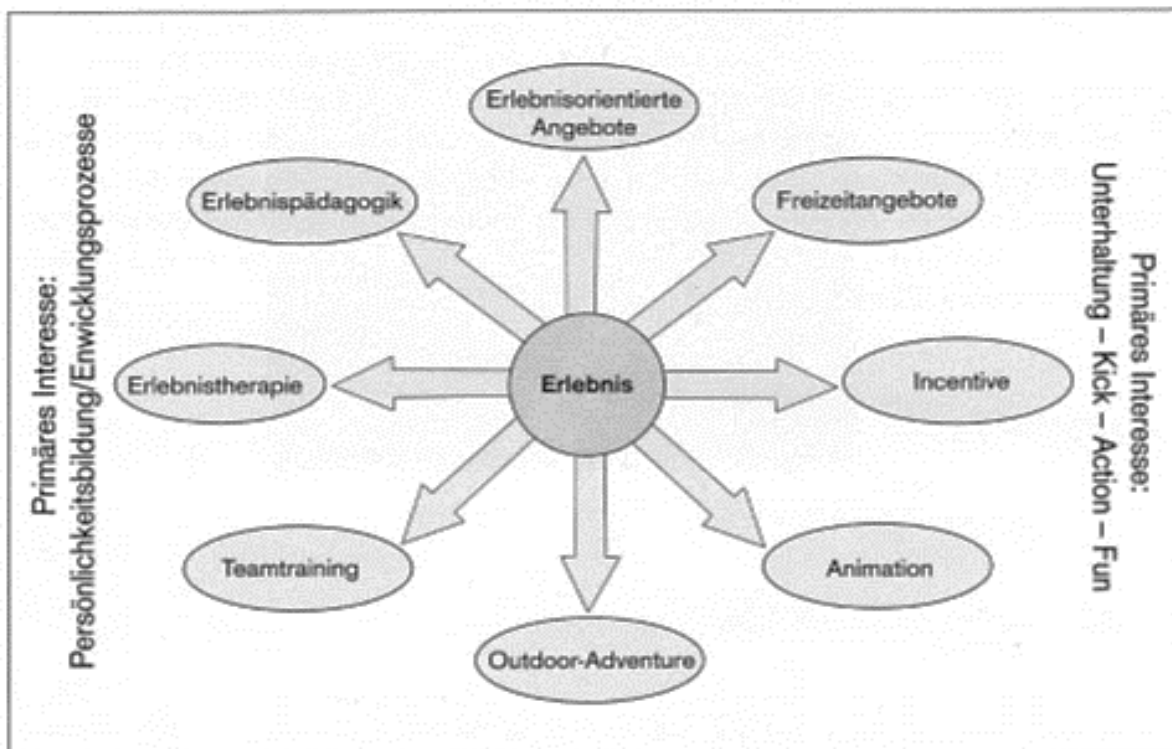 Primäres Interesse:
Persönlichkeitsbildung/Enwicklungsprozesse
Erlebnisorientierte
Angebote
Erlebnispädagogik
Freizeitangebote
Erlebnistherapie
Erlebnis
Incentive
Teamtraining
Animation
Outdoor-Adventure
Primäres Interesse:
Unterhaltung – Kick – Action – Fun